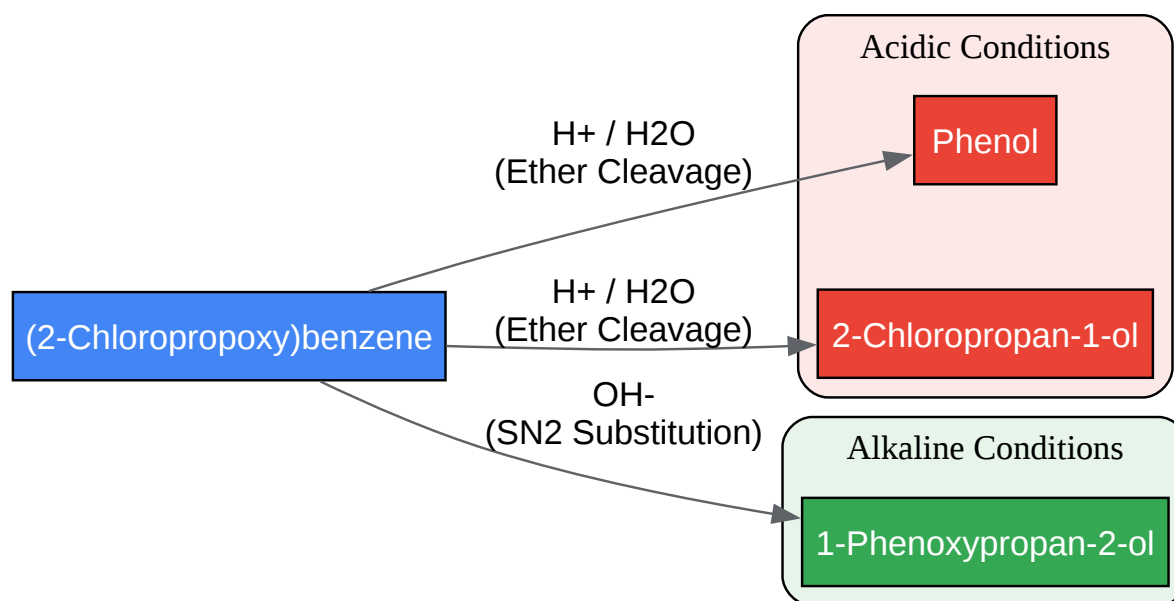 Acidic Conditions
H+ / H2O
(Ether Cleavage)
Phenol
(2-Chloropropoxy)benzene
H+ / H2O
(Ether Cleavage)
2-Chloropropan-1-ol
OH-
(SN2 Substitution)
Alkaline Conditions
1-Phenoxypropan-2-ol